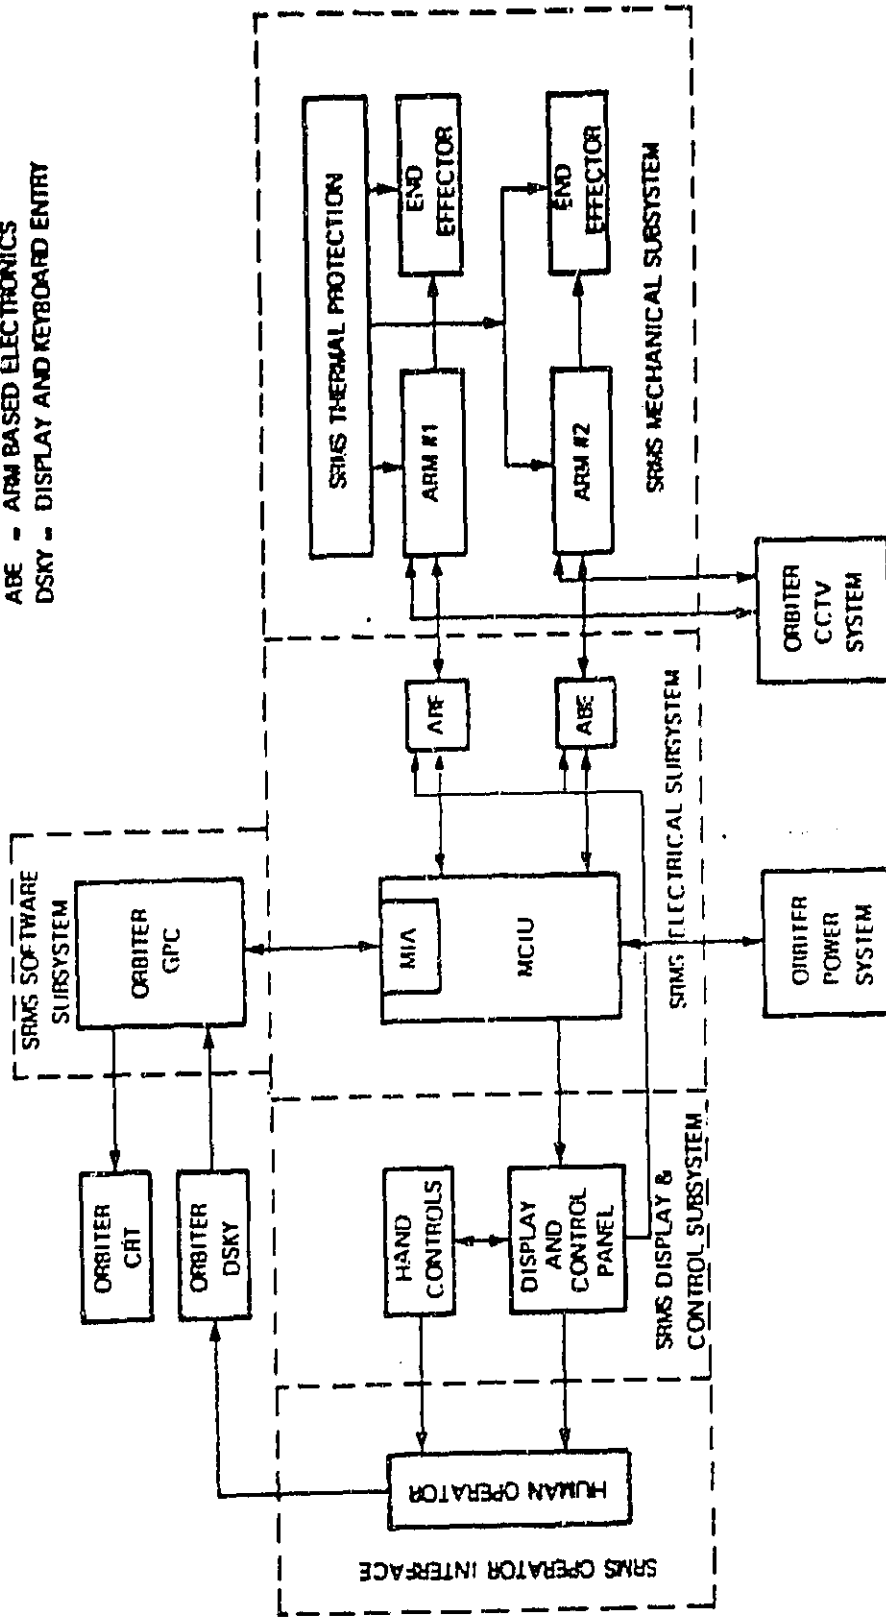 ABE - ARM BASED ELECTRONICS
DSKY - DISPLAY AND KEYBOARD ENTRY
SRMS OPERATOR INTERFACE
HUMAN OPERATOR
ORBITER
CRT
ORBITER
DSKY
HAND
CONTROLS
DISPLAY
AND
CONTROL
PANEL
SRMS DISPLAY &
CONTROL SUBSYSTEM
SRMS SOFTWARE
SUBSYSTEM
ORBITER
GPC
MIA
MCIU
ABE
ABE
SRMS ELECTRICAL SUBSYSTEM
ORBITER
POWER
SYSTEM
SRMS THERMAL PROTECTION
ARM #1
END
EFFECTOR
ARM #2
END
EFFECTOR
SRMS MECHANICAL SUBSYSTEM
ORBITER
CCTV
SYSTEM